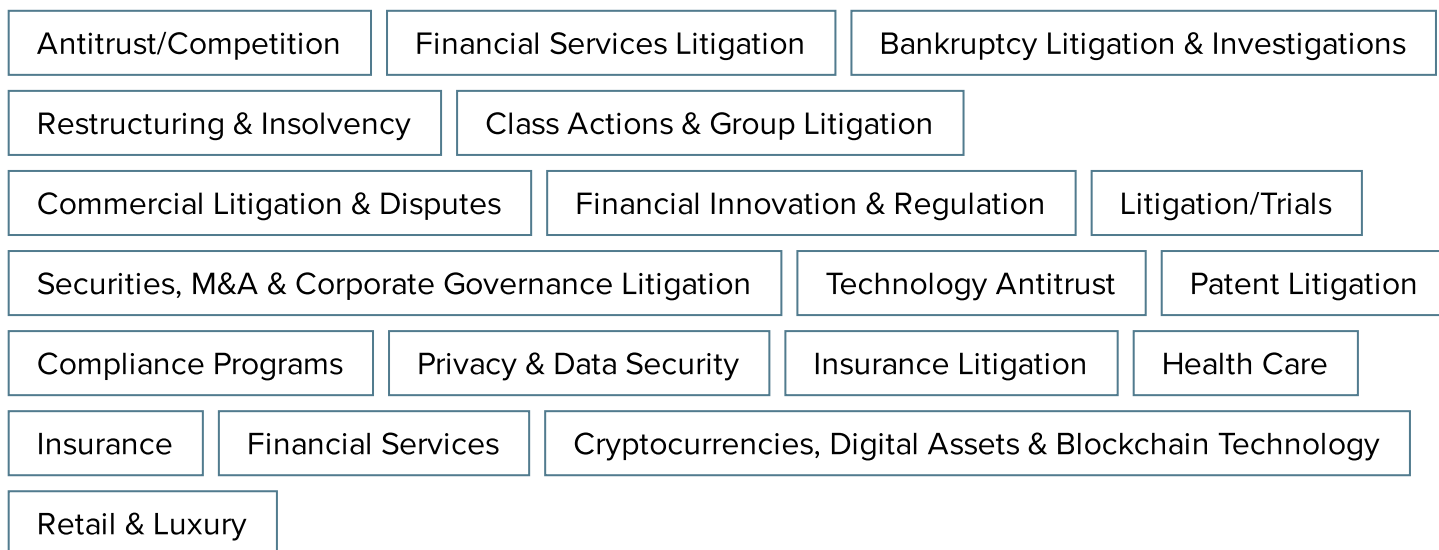 Antitrust/Competition Financial Services Litigation Bankruptcy Litigation & Investigations
Restructuring & Insolvency Class Actions & Group Litigation
Commercial Litigation & Disputes Financial Innovation & Regulation Litigation/Trials
Securities, M&A & Corporate Governance Litigation Technology Antitrust Patent Litigation
Compliance Programs Privacy & Data Security Insurance Litigation Health Care
Insurance Financial Services Cryptocurrencies, Digital Assets & Blockchain Technology
Retail & Luxury